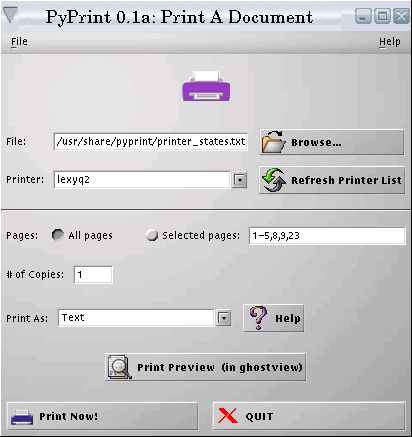 PyPrint 0.1a: Print A Document
File Help
File: /usr/share/pyprint/printer_states.txt Browse...
Printer: lexyq2 Refresh Printer List
Pages: All pages Selected pages: 1-5,8,9,23
# of Copies: 1
Print As: Text Help
Print Preview (in ghostview)
Print Now! QUIT